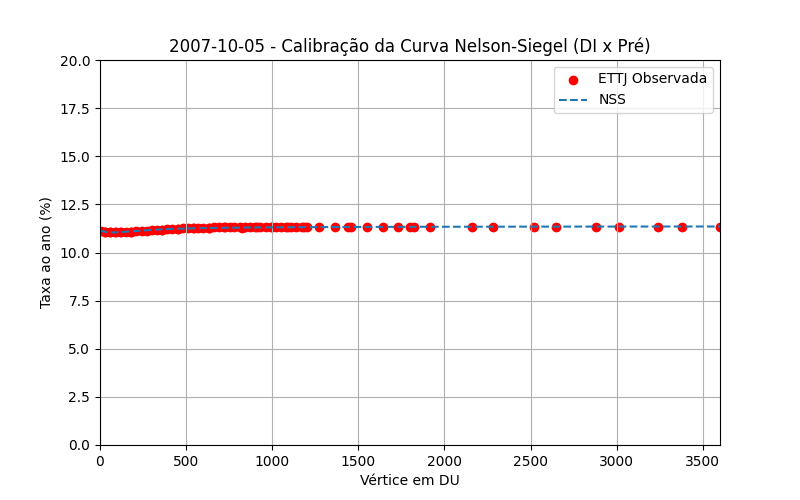 2007-10-05 - Calibração da Curva Nelson-Siegel (DI x Pré)
ETTJ Observada
NSS
20.0
17.5
15.0
12.5
10.0
7.5
5.0
2.5
0.0
Taxa ao ano (%)
0 500 1000 1500 2000 2500 3000 3500
Vértice em DU